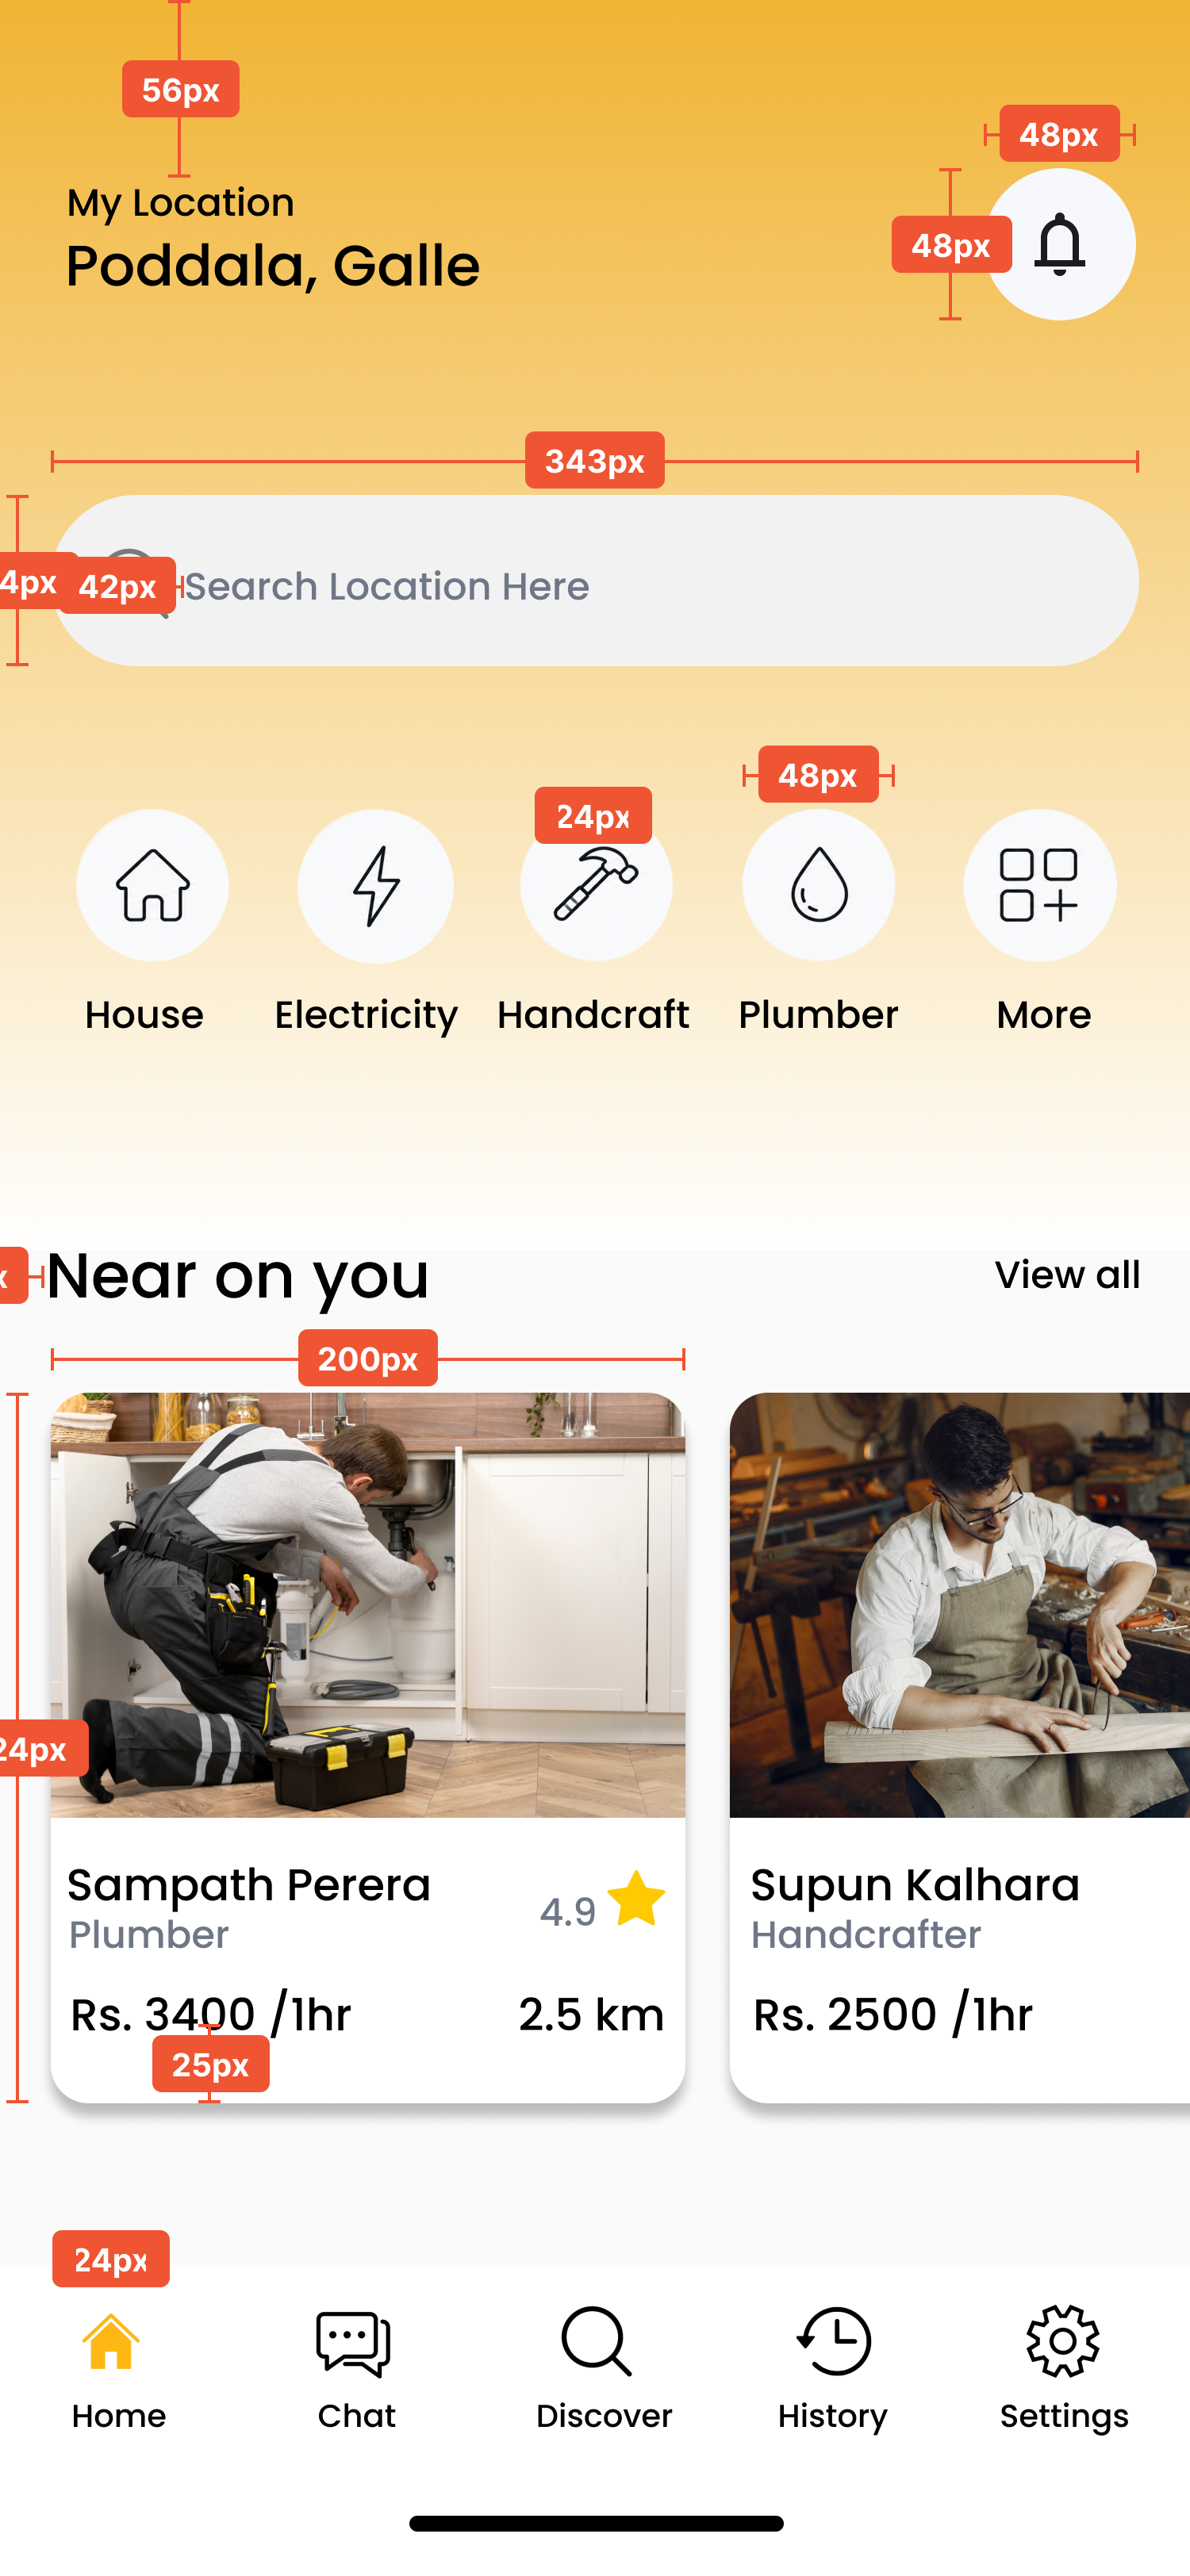 56px
48px
My Location
48px
Poddala, Galle
343px
4px
42px
Search Location Here
48px
24px
House
Electricity
Handcraft
Plumber
More
x
Near on you
View all
200px
24px
Sampath Perera
4.9
Plumber
Rs. 3400 /1hr
2.5 km
25px
Supun Kalhara
Handcrafter
Rs. 2500 /1hr
24px
Home
Chat
Discover
History
Settings